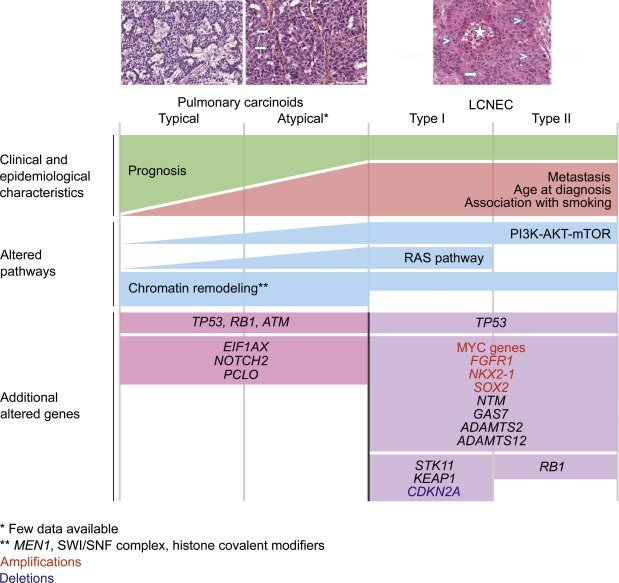 Pulmonary carcinoids
LCNEC
Typical
Atypical*
Type I
Type II
Clinical and
epidemiological
characteristics
Prognosis
Metastasis
Age at diagnosis
Association with smoking
Altered
pathways
PI3K-AKT-mTOR
RAS pathway
Chromatin remodeling**
Additional
altered genes
TP53, RB1, ATM
TP53
EIF1AX
NOTCH2
PCLO
MYC genes
FGFR1
NKX2-1
SOX2
NTM
GAS7
ADAMTS2
ADAMTS12
STK11
KEAP1
CDKN2A
RB1
* Few data available
** MEN1, SWI/SNF complex, histone covalent modifiers
Amplifications
Deletions